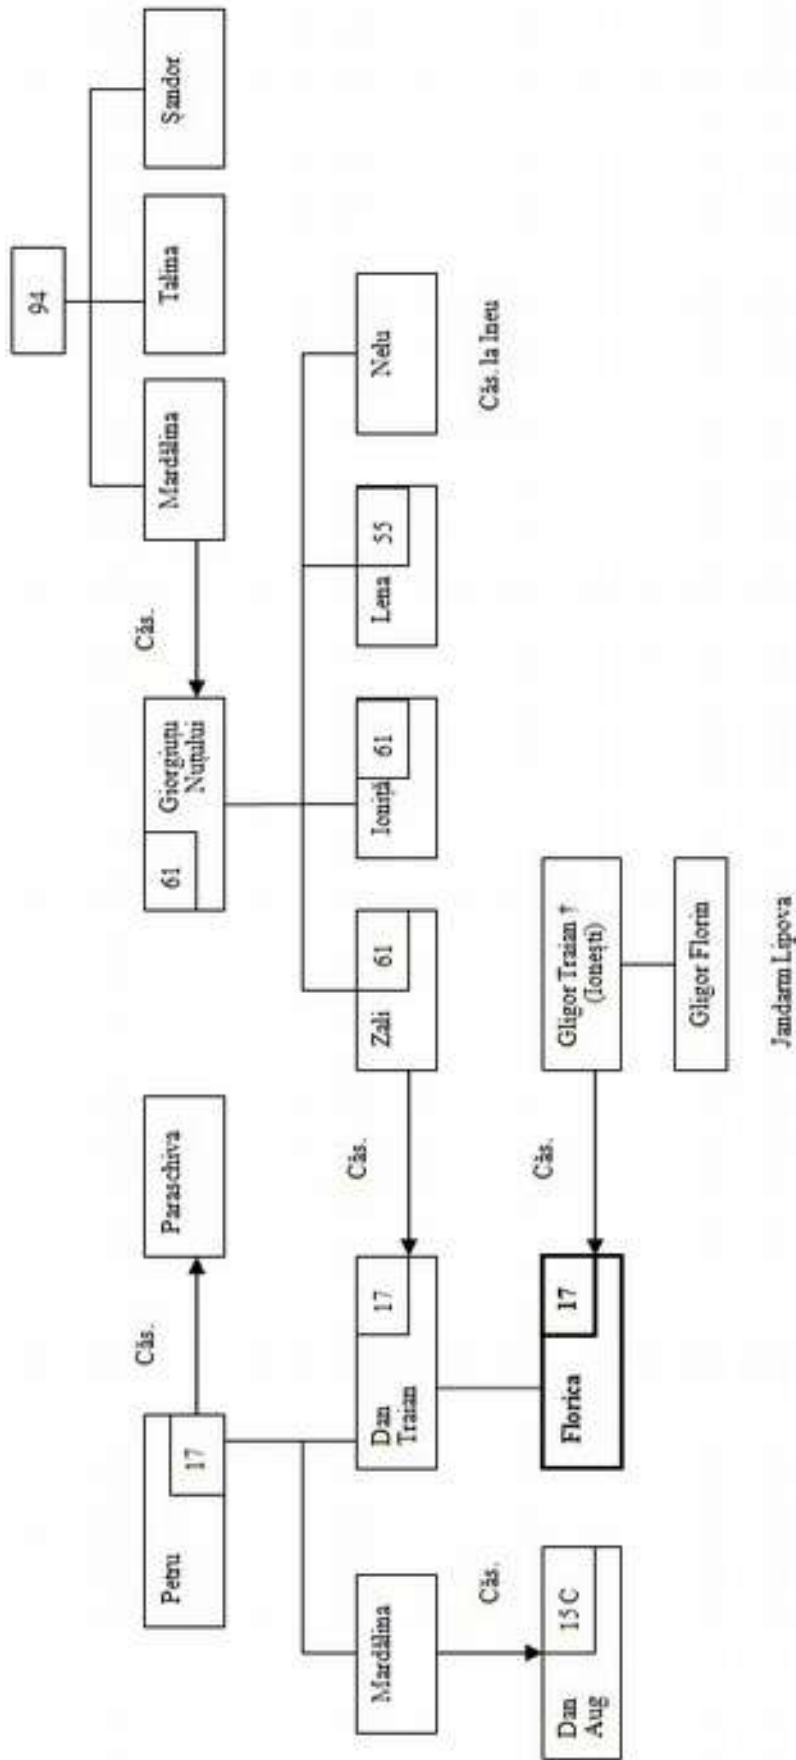 94
Mardălina
Talina
Șandor
Petru
17
Căs.
Paraschiva
61
Giorgiuțu
Nuțului
Căs.
Mardălina
Dan
Traian
17
Căs.
Zali
61
Ioniță
61
Lena
55
Nelu
Căs.
Căs. la Ineu
Dan
Aug
15 C
Florica
17
Căs.
Gligor Traian †
(Ionești)
Gligor Florin
Jandarm Lipova